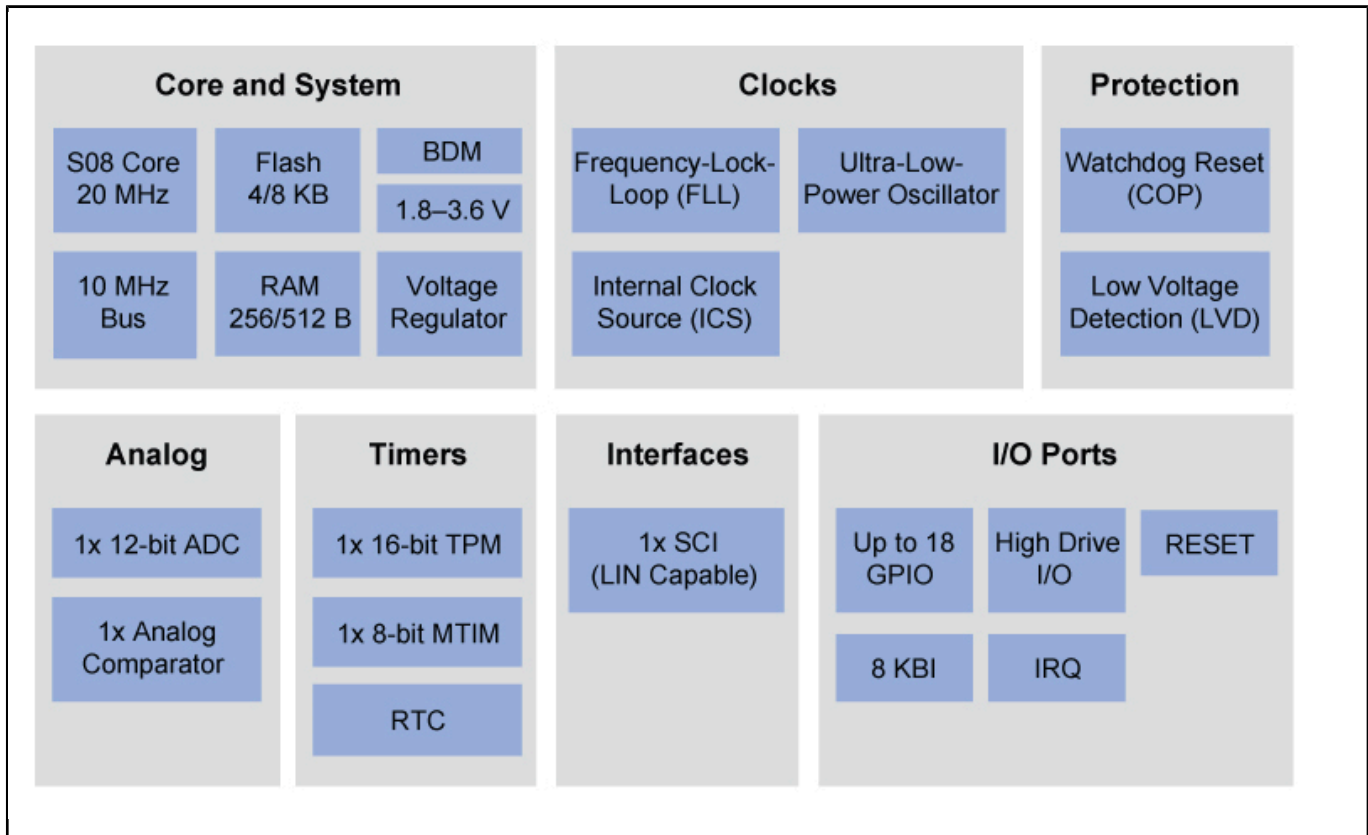 Core and System
S08 Core
20 MHz
Flash
4/8 KB
BDM
1.8–3.6 V
10 MHz
Bus
RAM
256/512 B
Voltage
Regulator
Clocks
Frequency-Lock-
Loop (FLL)
Ultra-Low-
Power Oscillator
Internal Clock
Source (ICS)
Protection
Watchdog Reset
(COP)
Low Voltage
Detection (LVD)
Analog
1x 12-bit ADC
1x Analog
Comparator
Timers
1x 16-bit TPM
1x 8-bit MTIM
RTC
Interfaces
1x SCI
(LIN Capable)
I/O Ports
Up to 18
GPIO
High Drive
I/O
RESET
8 KBI
IRQ